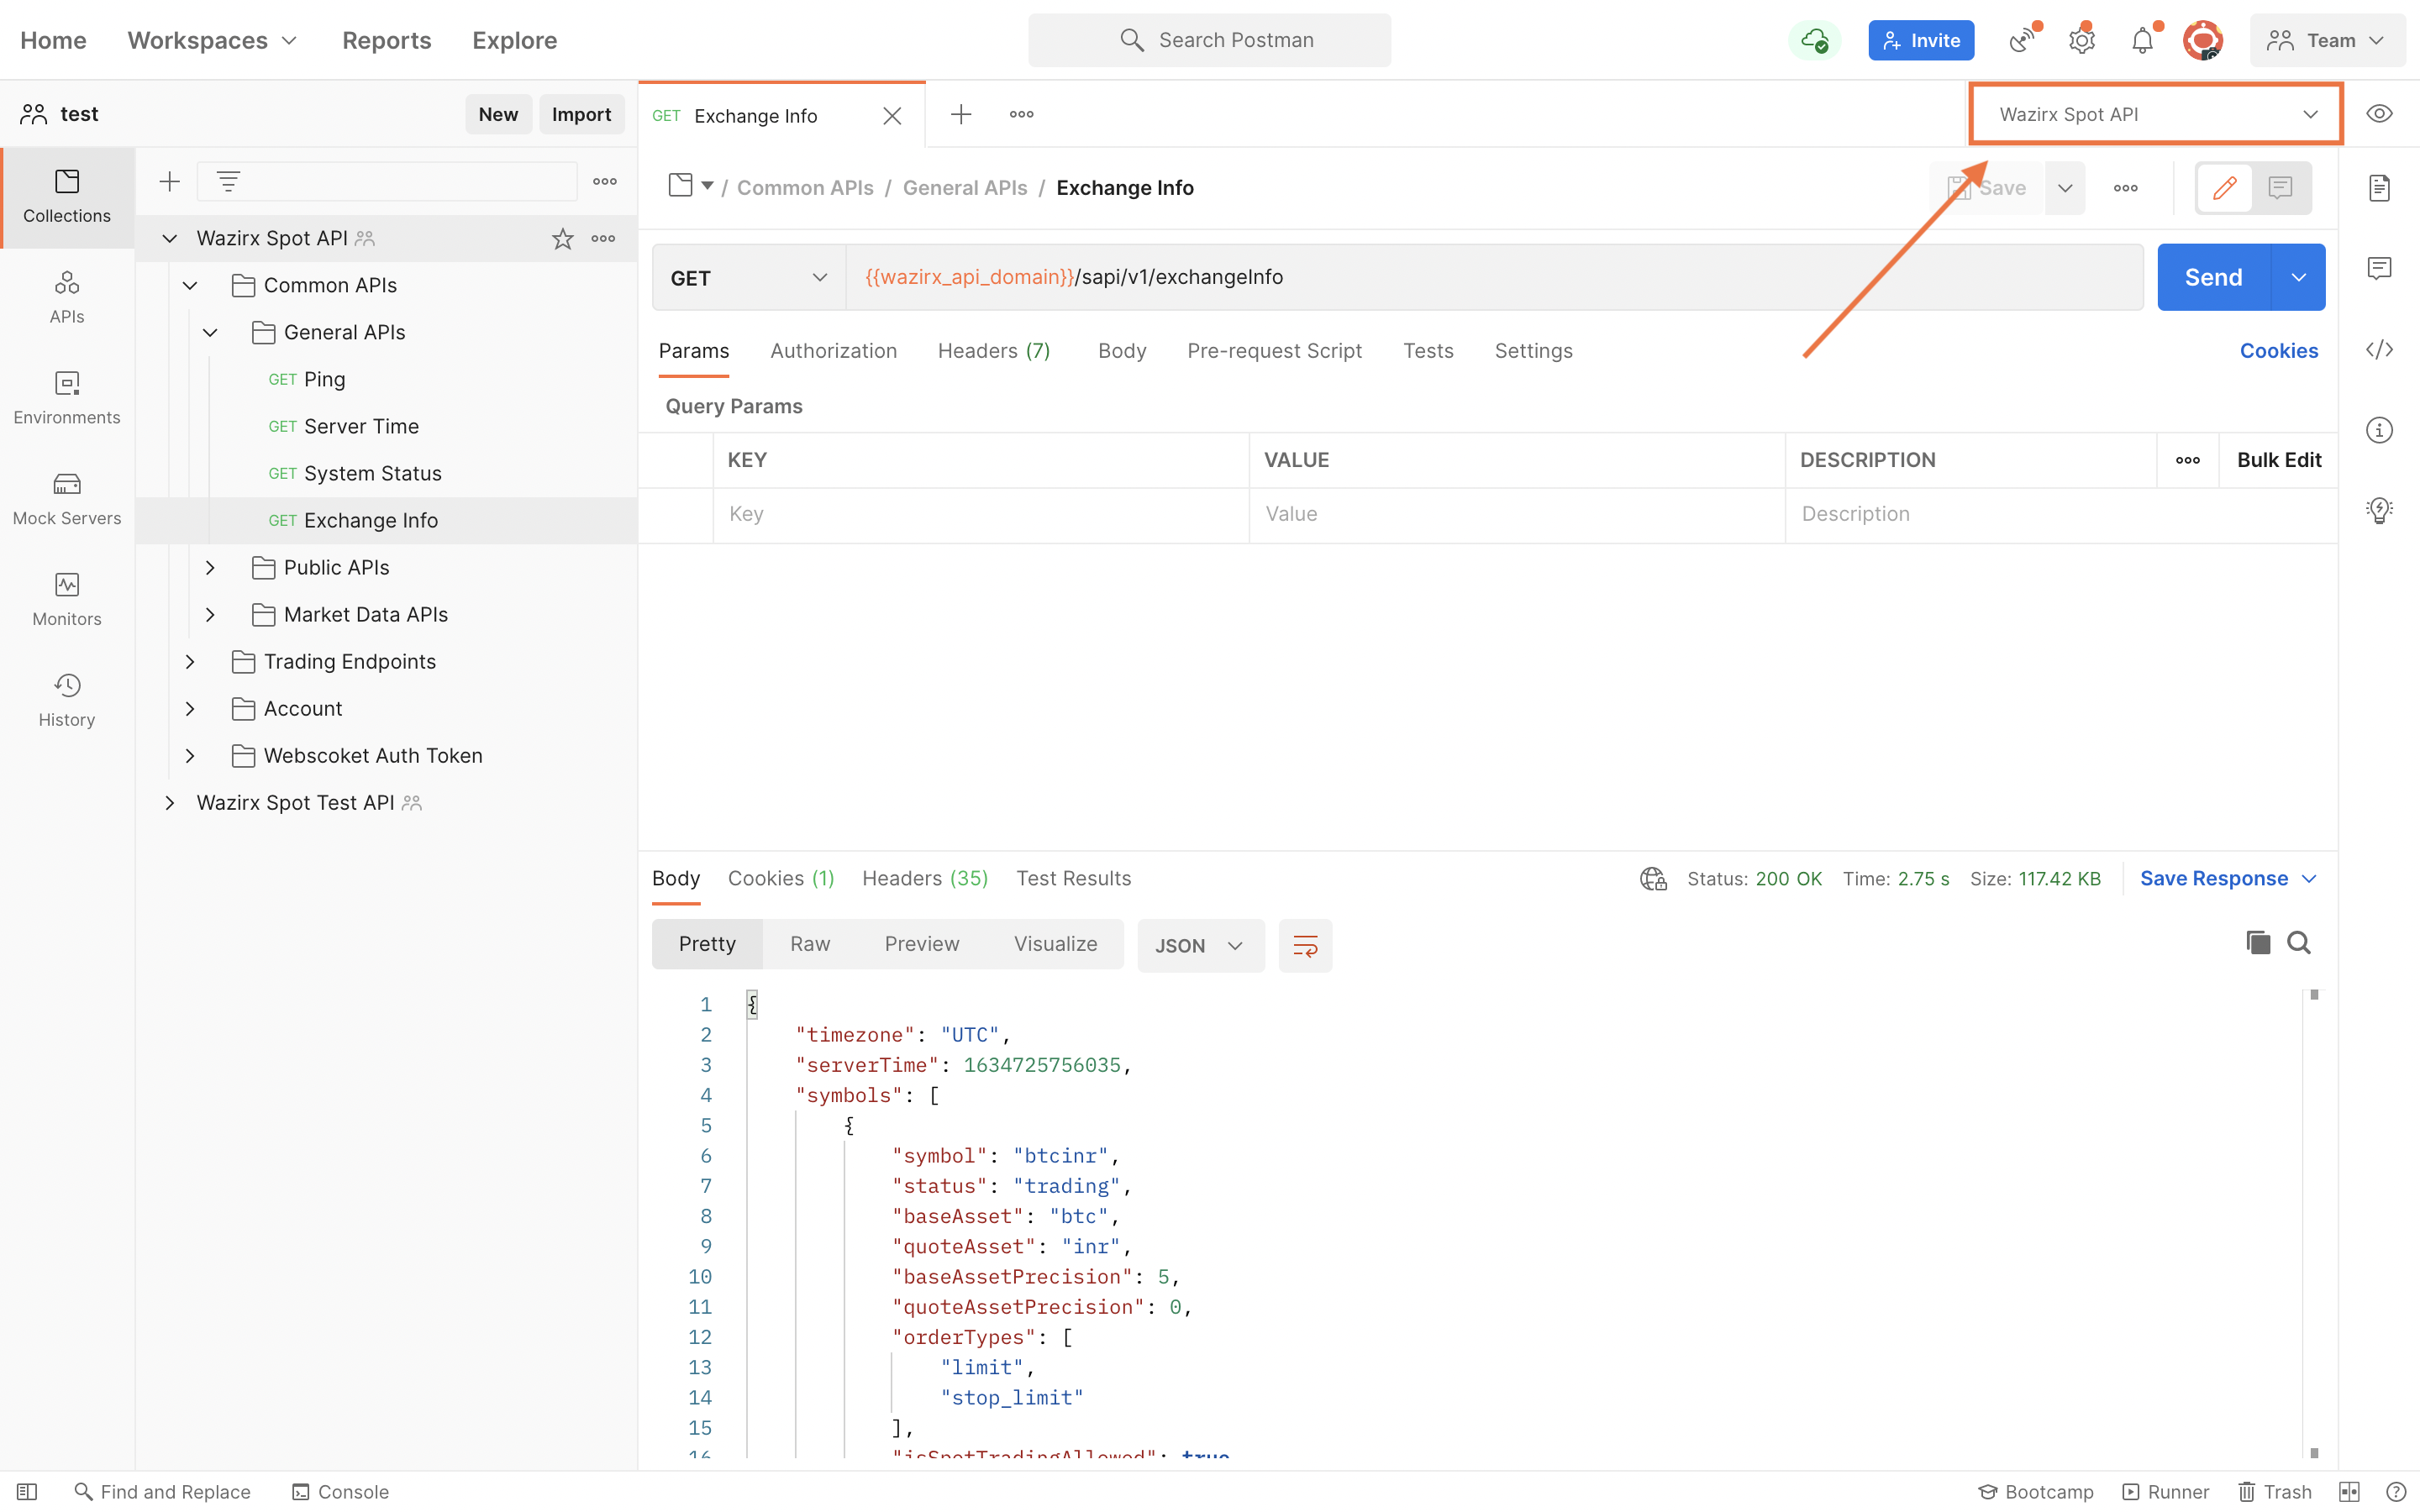 Home Workspaces Reports Explore Search Postman Invite Team
test New Import GET Exchange Info Wazirx Spot API
Collections
APIs
Environments
Mock Servers
Monitors
History
Wazirx Spot API
Common APIs
General APIs
GET Ping
GET Server Time
GET System Status
GET Exchange Info
Public APIs
Market Data APIs
Trading Endpoints
Account
Webscoket Auth Token
Wazirx Spot Test API
/ Common APIs / General APIs / Exchange Info Save
GET {{wazirx_api_domain}}/sapi/v1/exchangeInfo Send
Params Authorization Headers (7) Body Pre-request Script Tests Settings Cookies
Query Params
KEY VALUE DESCRIPTION Bulk Edit
Key Value Description
Body Cookies (1) Headers (35) Test Results Status: 200 OK Time: 2.75 s Size: 117.42 KB Save Response
Pretty Raw Preview Visualize JSON
1 {
2 "timezone": "UTC",
3 "serverTime": 1634725756035,
4 "symbols": [
5 {
6 "symbol": "btcinr",
7 "status": "trading",
8 "baseAsset": "btc",
9 "quoteAsset": "inr",
10 "baseAssetPrecision": 5,
11 "quoteAssetPrecision": 0,
12 "orderTypes": [
13 "limit",
14 "stop_limit"
15 ],
16 "isSpotTradingAllowed": true
Find and Replace Console Bootcamp Runner Trash